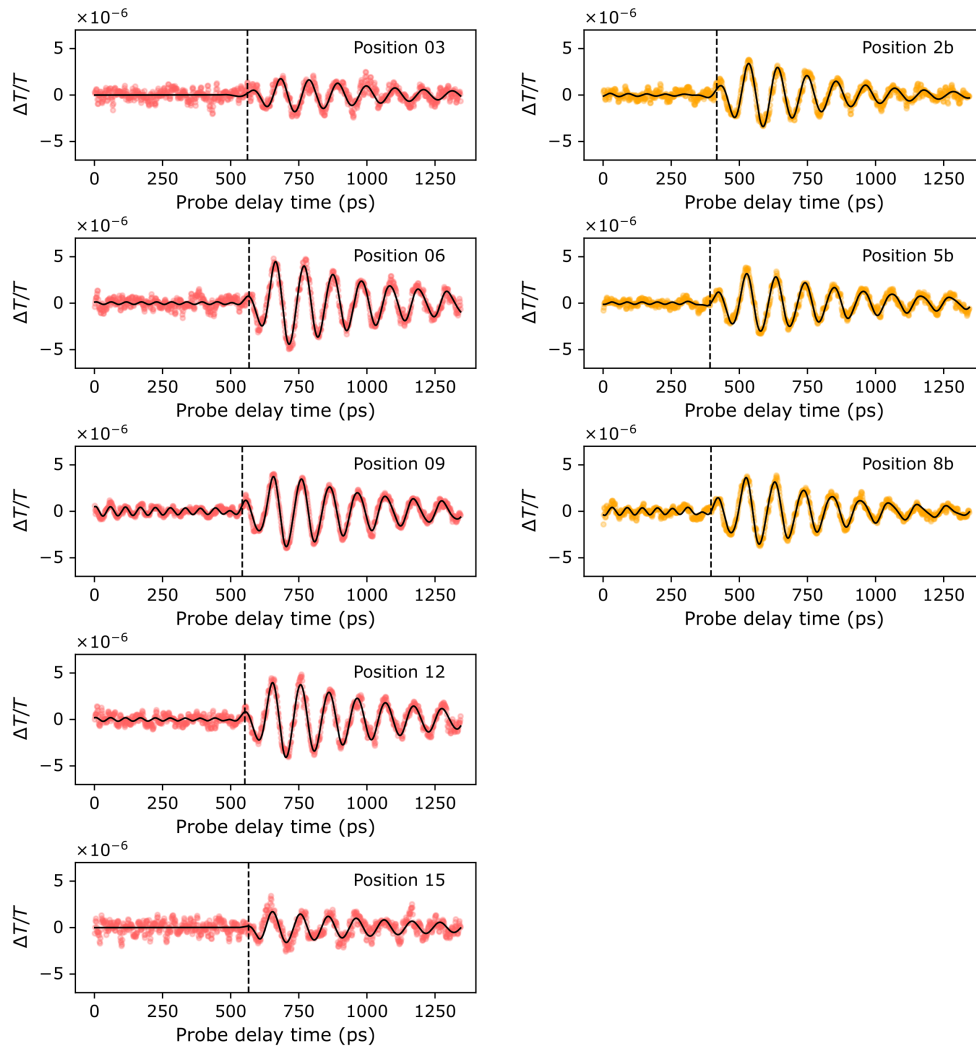 ×10⁻⁶
Position 03
ΔT/T
5
0
−5
0 250 500 750 1000 1250
Probe delay time (ps)
×10⁻⁶
Position 2b
ΔT/T
5
0
−5
0 250 500 750 1000 1250
Probe delay time (ps)
×10⁻⁶
Position 06
ΔT/T
5
0
−5
0 250 500 750 1000 1250
Probe delay time (ps)
×10⁻⁶
Position 5b
ΔT/T
5
0
−5
0 250 500 750 1000 1250
Probe delay time (ps)
×10⁻⁶
Position 09
ΔT/T
5
0
−5
0 250 500 750 1000 1250
Probe delay time (ps)
×10⁻⁶
Position 8b
ΔT/T
5
0
−5
0 250 500 750 1000 1250
Probe delay time (ps)
×10⁻⁶
Position 12
ΔT/T
5
0
−5
0 250 500 750 1000 1250
Probe delay time (ps)
×10⁻⁶
Position 15
ΔT/T
5
0
−5
0 250 500 750 1000 1250
Probe delay time (ps)